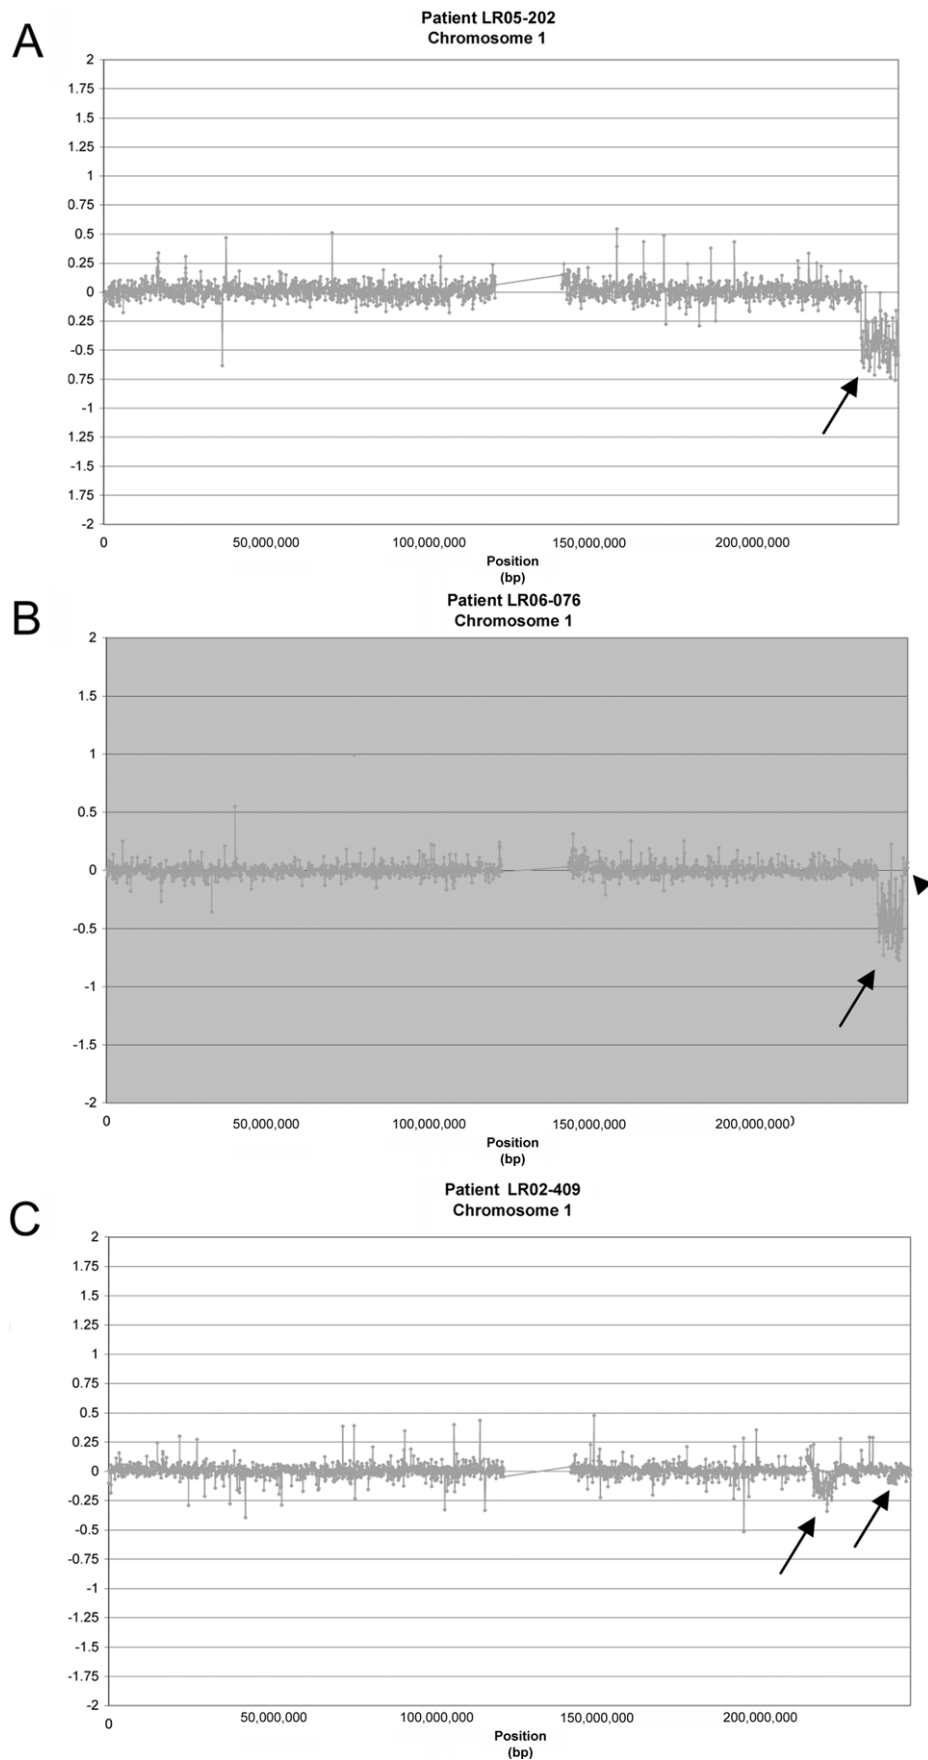 A
Patient LR05-202
Chromosome 1
2
1.75
1.5
1.25
1
0.75
0.5
0.25
0
0.25
-0.5
0.75
-1
1.25
-1.5
1.75
-2
0 50,000,000 100,000,000 150,000,000 200,000,000
Position
(bp)
B
Patient LR06-076
Chromosome 1
2
1.5
1
0.5
0
-0.5
-1
-1.5
-2
0 50,000,000 100,000,000 150,000,000 200,000,000
Position
(bp)
C
Patient LR02-409
Chromosome 1
2
1.75
1.5
1.25
1
0.75
0.5
0.25
0
-0.25
-0.5
-0.75
-1
-1.25
-1.5
-1.75
-2
0 50,000,000 100,000,000 150,000,000 200,000,000
Position
(bp)